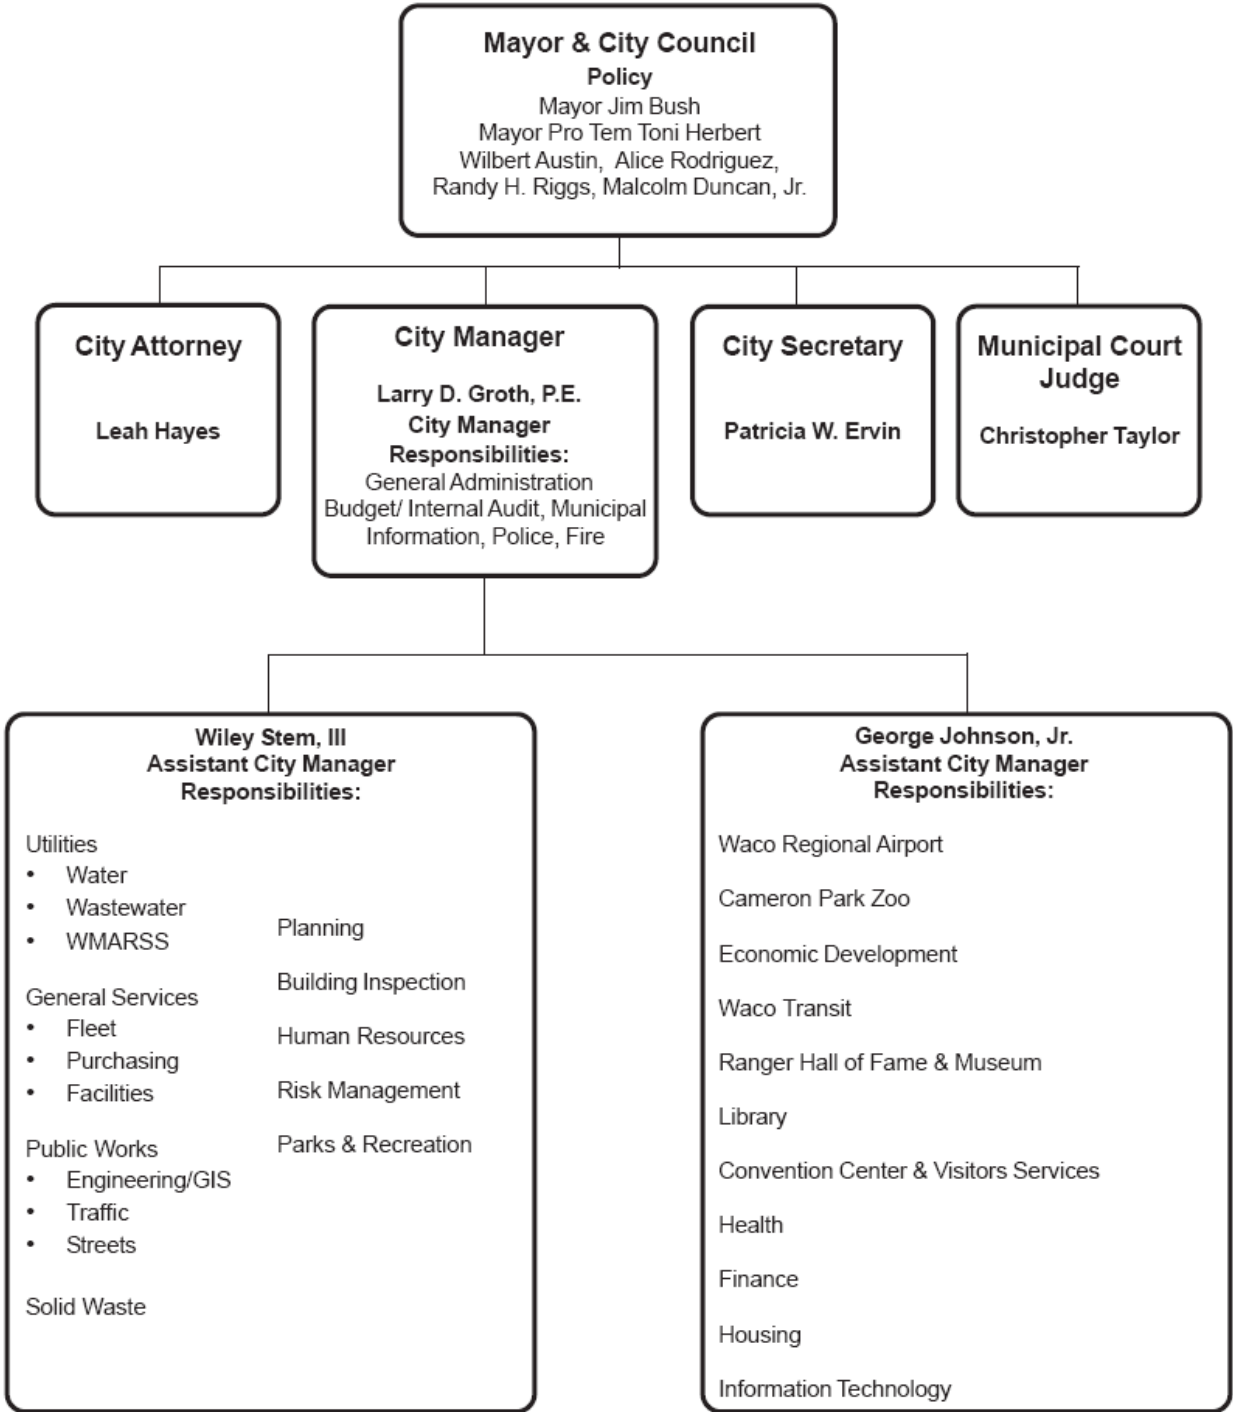 Mayor & City Council
Policy
Mayor Jim Bush
Mayor Pro Tem Toni Herbert
Wilbert Austin, Alice Rodriguez,
Randy H. Riggs, Malcolm Duncan, Jr.
City Attorney
Leah Hayes
City Manager
Larry D. Groth, P.E.
City Manager
Responsibilities:
General Administration
Budget/ Internal Audit, Municipal
Information, Police, Fire
City Secretary
Patricia W. Ervin
Municipal Court
Judge
Christopher Taylor
Wiley Stem, III
Assistant City Manager
Responsibilities:
Utilities
• Water
• Wastewater
• WMARSS
General Services
• Fleet
• Purchasing
• Facilities
Public Works
• Engineering/GIS
• Traffic
• Streets
Solid Waste
Planning
Building Inspection
Human Resources
Risk Management
Parks & Recreation
George Johnson, Jr.
Assistant City Manager
Responsibilities:
Waco Regional Airport
Cameron Park Zoo
Economic Development
Waco Transit
Ranger Hall of Fame & Museum
Library
Convention Center & Visitors Services
Health
Finance
Housing
Information Technology